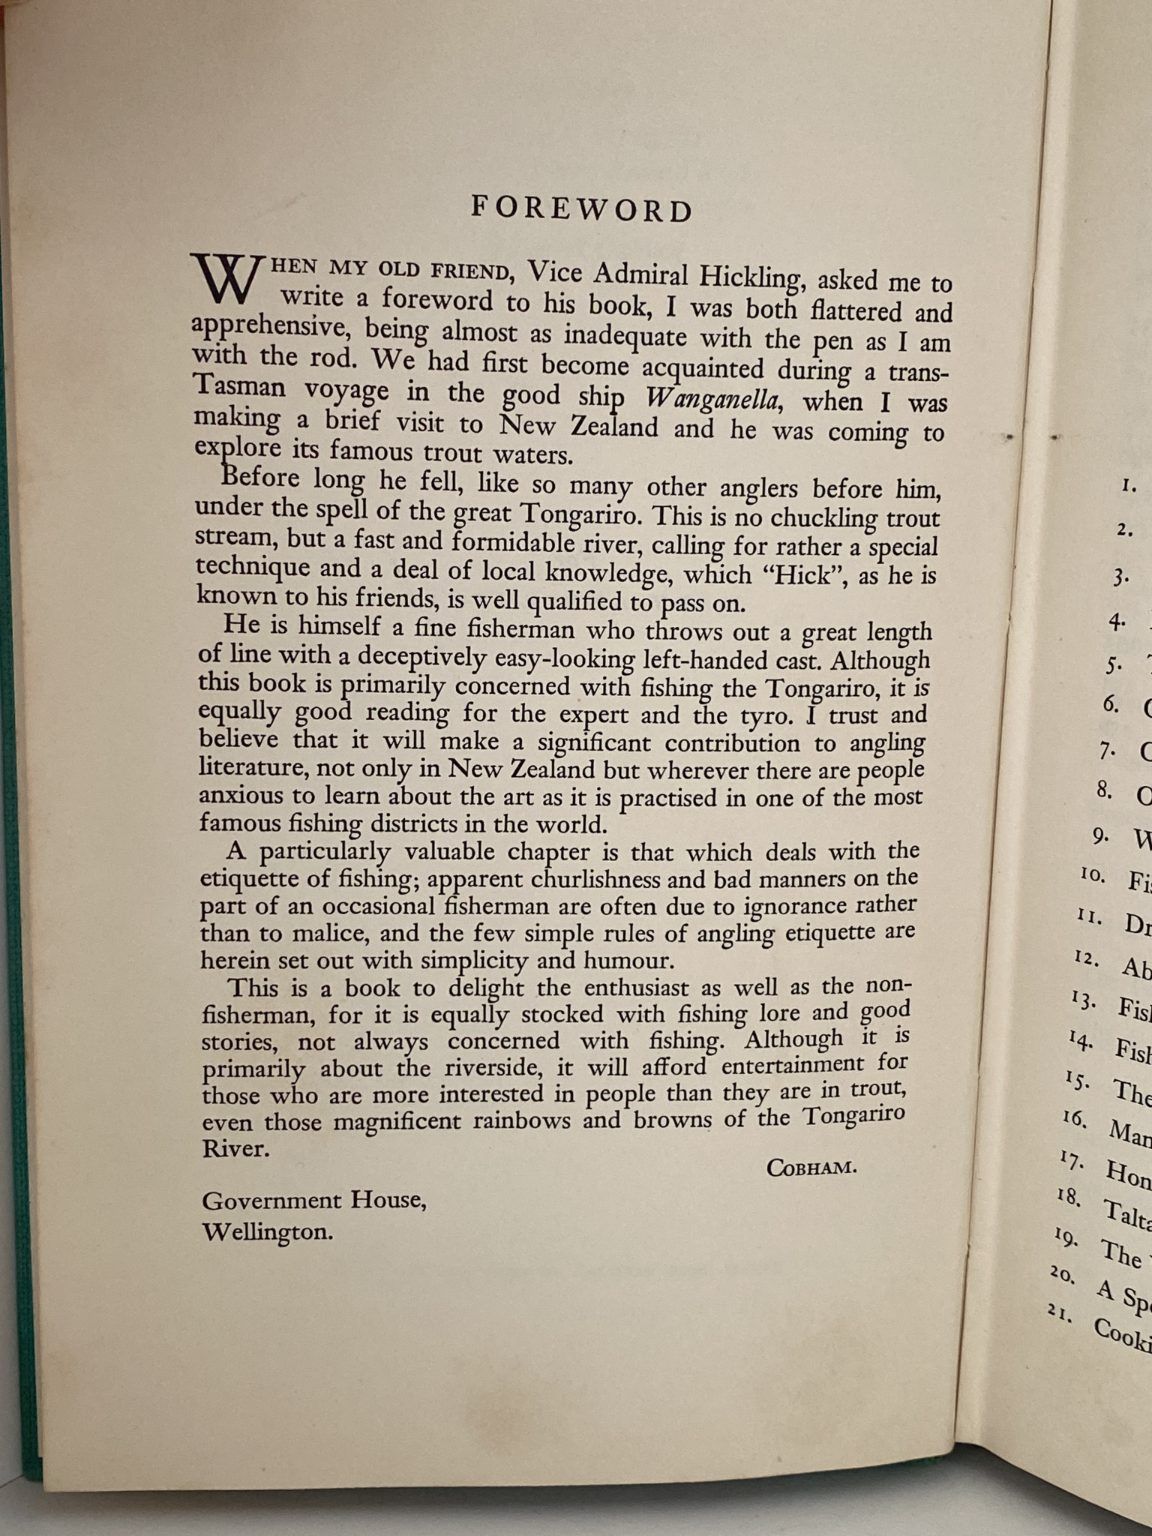 FOREWORD
WHEN MY OLD FRIEND, Vice Admiral Hickling, asked me to
write a foreword to his book, I was both flattered and
apprehensive, being almost as inadequate with the pen as I am
with the rod. We had first become acquainted during a trans-
Tasman voyage in the good ship Wanganella, when I was
making a brief visit to New Zealand and he was coming to
explore its famous trout waters.
Before long he fell, like so many other anglers before him,
under the spell of the great Tongariro. This is no chuckling trout
stream, but a fast and formidable river, calling for rather a special
technique and a deal of local knowledge, which “Hick”, as he is
known to his friends, is well qualified to pass on.
He is himself a fine fisherman who throws out a great length
of line with a deceptively easy-looking left-handed cast. Although
this book is primarily concerned with fishing the Tongariro, it is
equally good reading for the expert and the tyro. I trust and
believe that it will make a significant contribution to angling
literature, not only in New Zealand but wherever there are people
anxious to learn about the art as it is practised in one of the most
famous fishing districts in the world.
A particularly valuable chapter is that which deals with the
etiquette of fishing; apparent churlishness and bad manners on the
part of an occasional fisherman are often due to ignorance rather
than to malice, and the few simple rules of angling etiquette are
herein set out with simplicity and humour.
This is a book to delight the enthusiast as well as the non-
fisherman, for it is equally stocked with fishing lore and good
stories, not always concerned with fishing. Although it is
primarily about the riverside, it will afford entertainment for
those who are more interested in people than they are in trout,
even those magnificent rainbows and browns of the Tongariro
River.
COBHAM.
Government House,
Wellington.
1.
2.
3.
4.
5.
6.
7.
8.
9.
10. Fis
11. Dr
12. Ab
13. Fish
14. Fish
15. The
16. Man
17. Hon
18. Talta
19. The
20. A Spe
21. Cooki